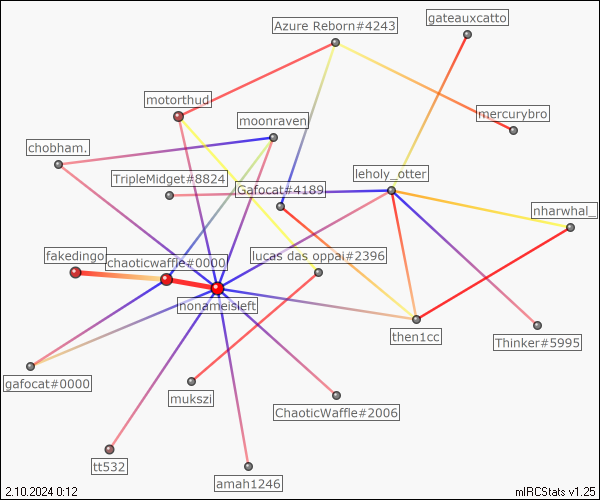 Azure Reborn#4243
gateauxcatto
motorthud
mercurybro
moonraven
chobham.
TripleMidget#8824
leholy_otter
Gafocat#4189
nharwhal_
fakedingo
chaoticwaffle#0000
lucas das oppai#2396
nonameisleft
then1cc
Thinker#5995
gafocat#0000
mukszi
ChaoticWaffle#2006
tt532
amah1246
2.10.2024 0:12
mIRCStats v1.25